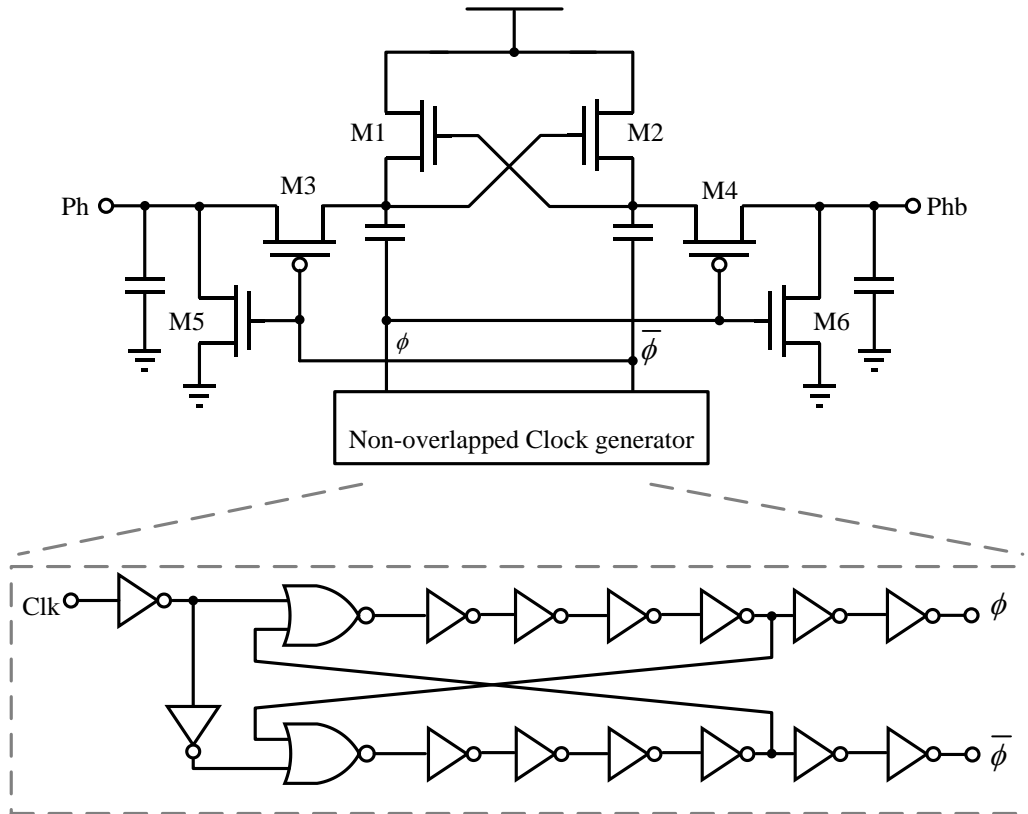 M1
M2
M3
M4
Ph
Phb
M5
M6
ϕ
ϕ̅
Non-overlapped Clock generator
Clk
ϕ
ϕ̅